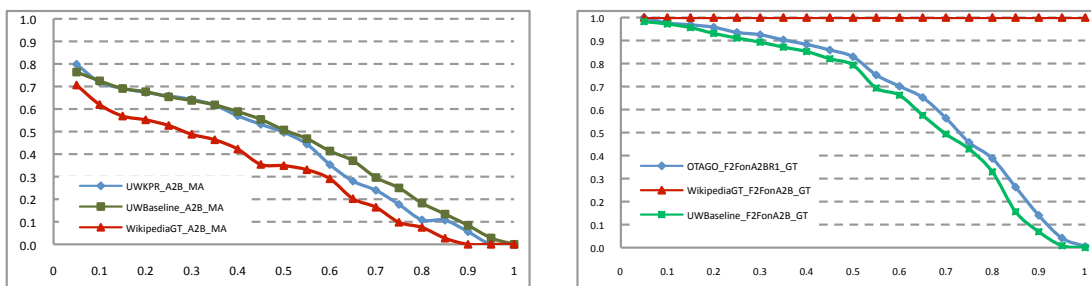 1.0
0.9
0.8
0.7
0.6
0.5
0.4
0.3
0.2
0.1
0.0
UWKPR_A2B_MA
UWBaseline_A2B_MA
WikipediaGT_A2B_MA
0 0.1 0.2 0.3 0.4 0.5 0.6 0.7 0.8 0.9 1
1.0
0.9
0.8
0.7
0.6
0.5
0.4
0.3
0.2
0.1
0.0
OTAGO_F2FonA2BR1_GT
WikipediaGT_F2FonA2B_GT
UWBaseline_F2FonA2B_GT
0 0.1 0.2 0.3 0.4 0.5 0.6 0.7 0.8 0.9 1